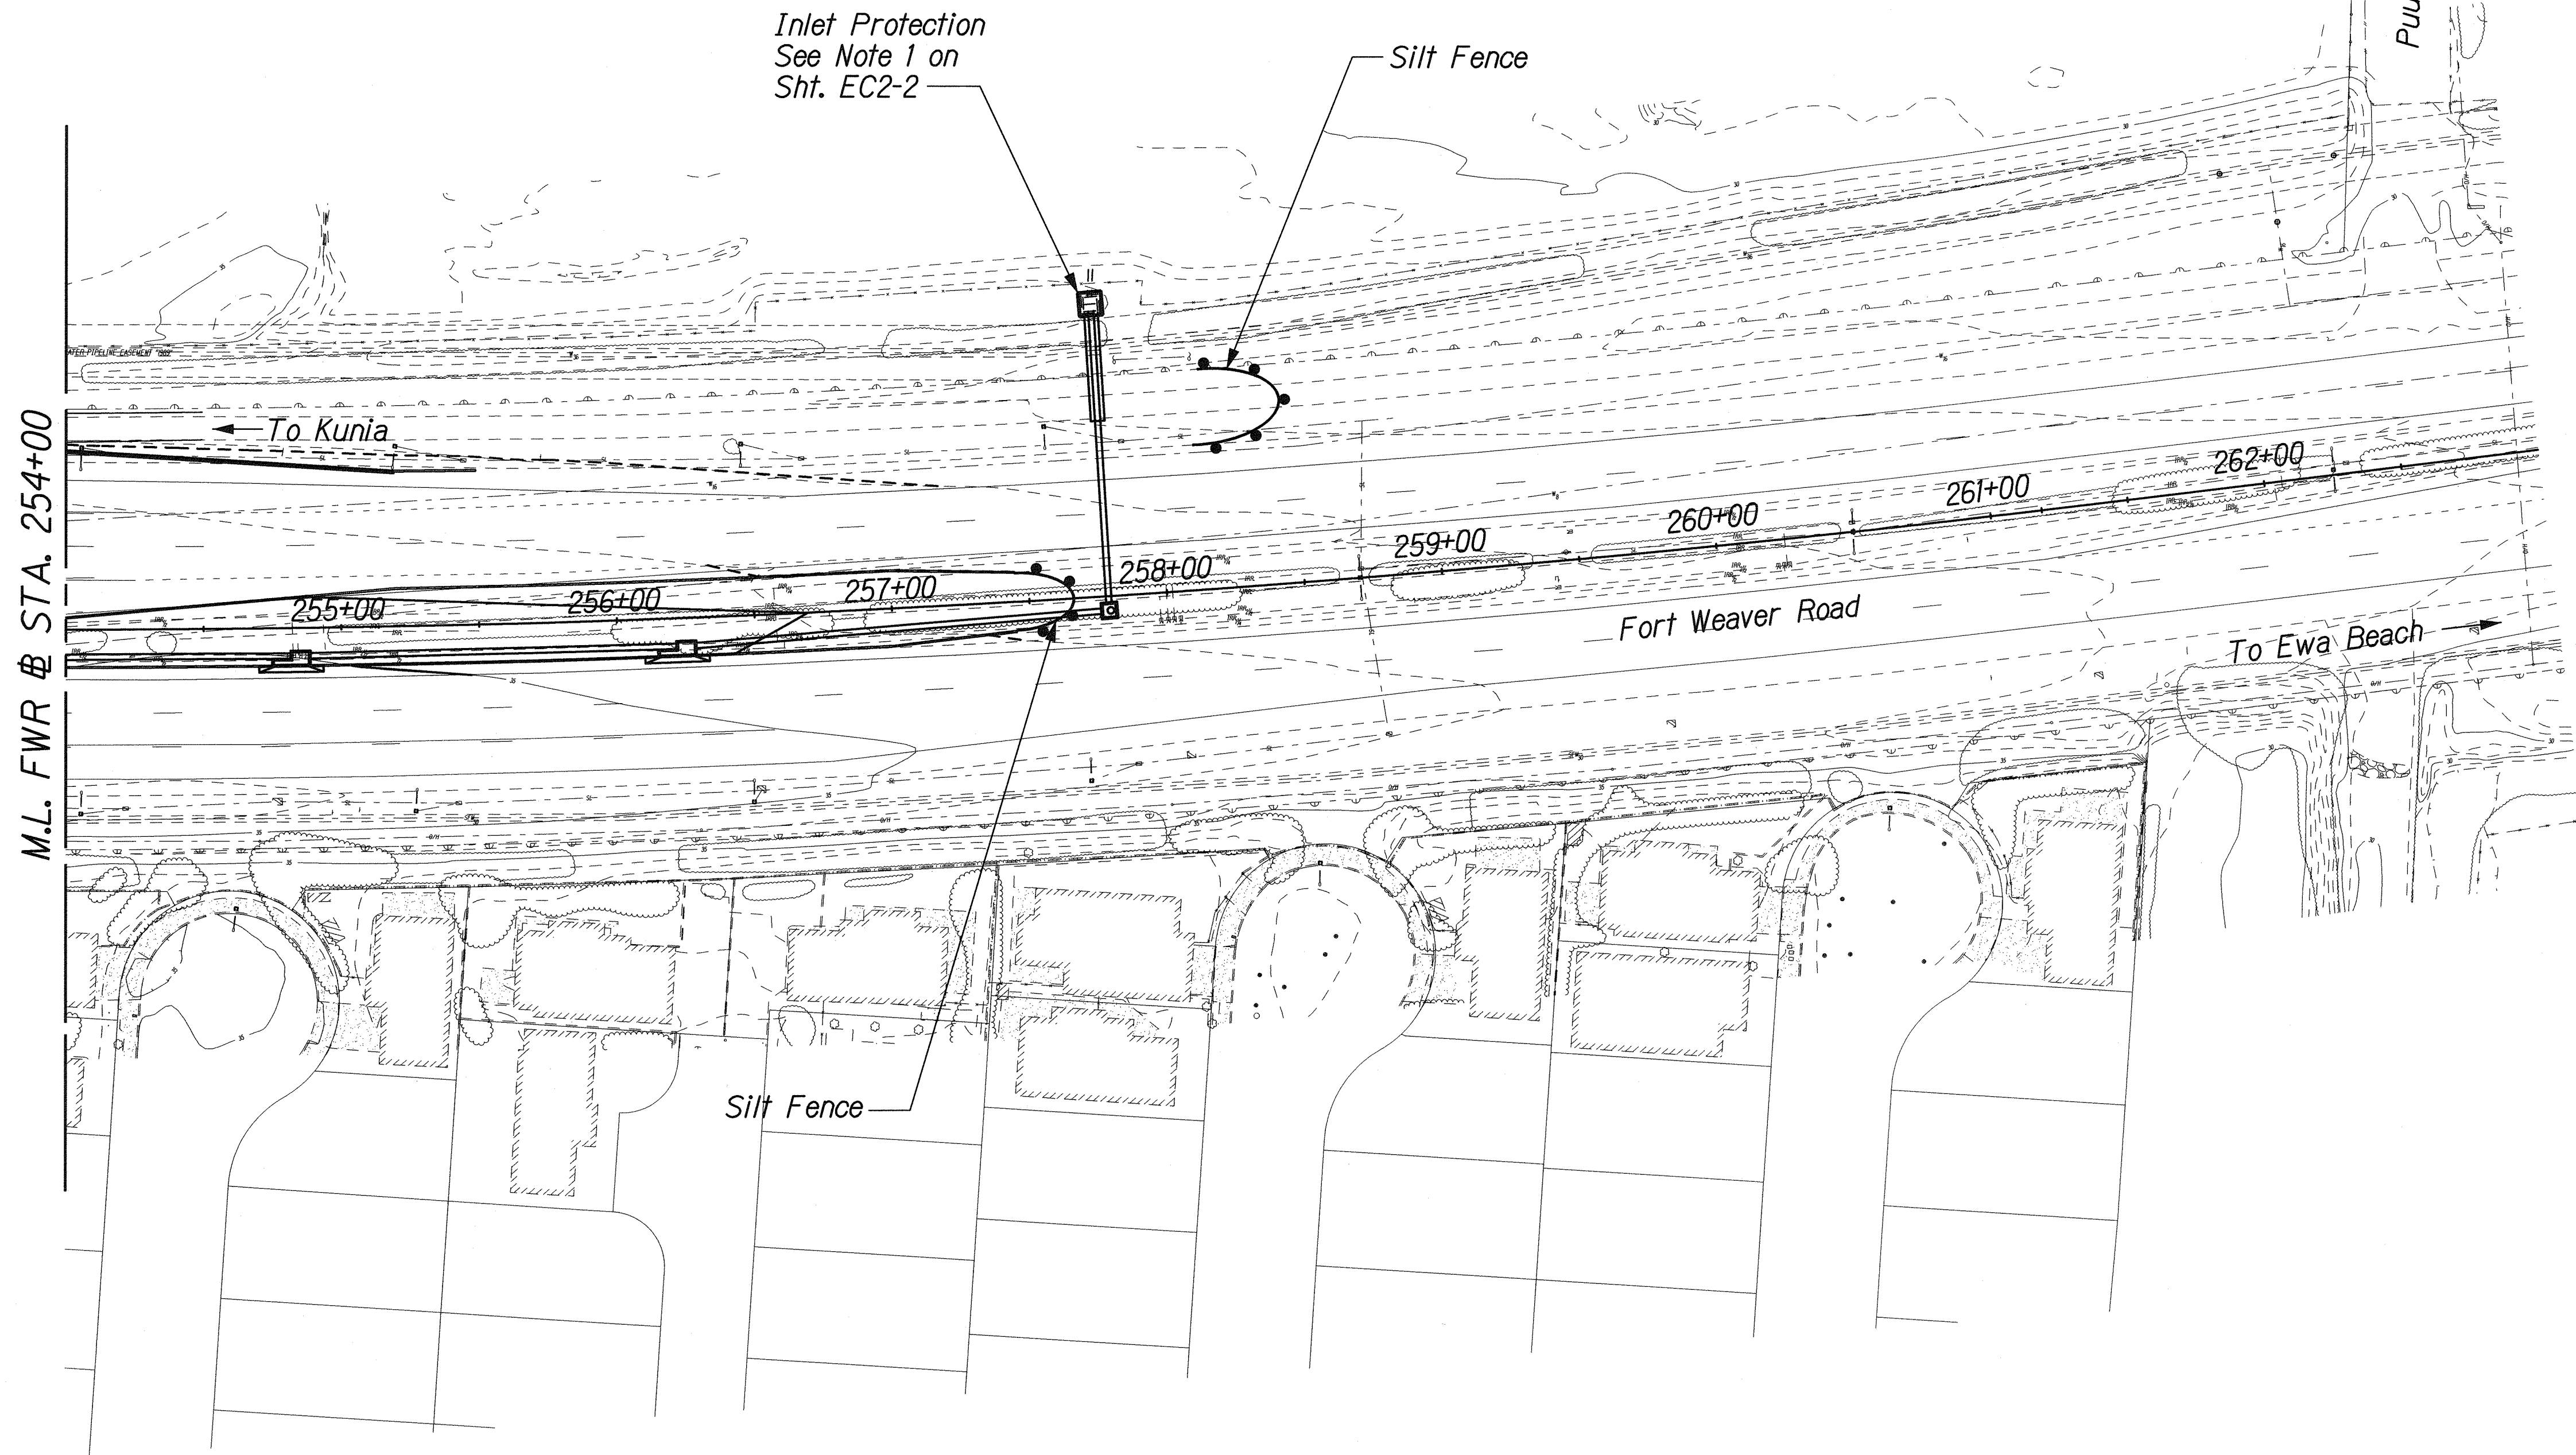 Inlet Protection
See Note 1 on
Sht. EC2-2
Silt Fence
Puu
To Kunia
M.L. FWR ℄ STA. 254+00
255+00
256+00
257+00
258+00
259+00
260+00
261+00
262+00
Fort Weaver Road
To Ewa Beach
Silt Fence